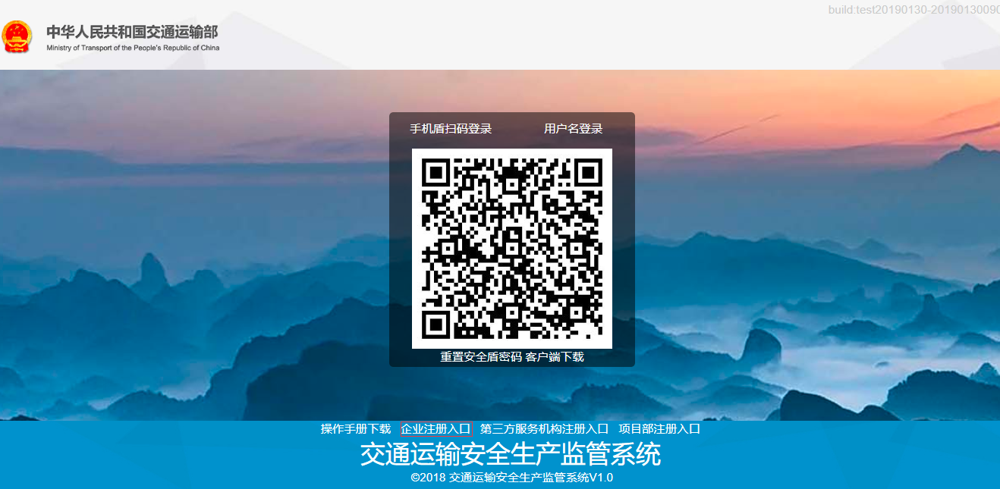 build:test20190130-2019013009
中华人民共和国交通运输部
Ministry of Transport of the People's Republic of China
手机盾扫码登录 用户名登录
重置安全盾密码 客户端下载
操作手册下载 企业注册入口 第三方服务机构注册入口 项目部注册入口
交通运输安全生产监管系统
©2018 交通运输安全生产监管系统V1.0